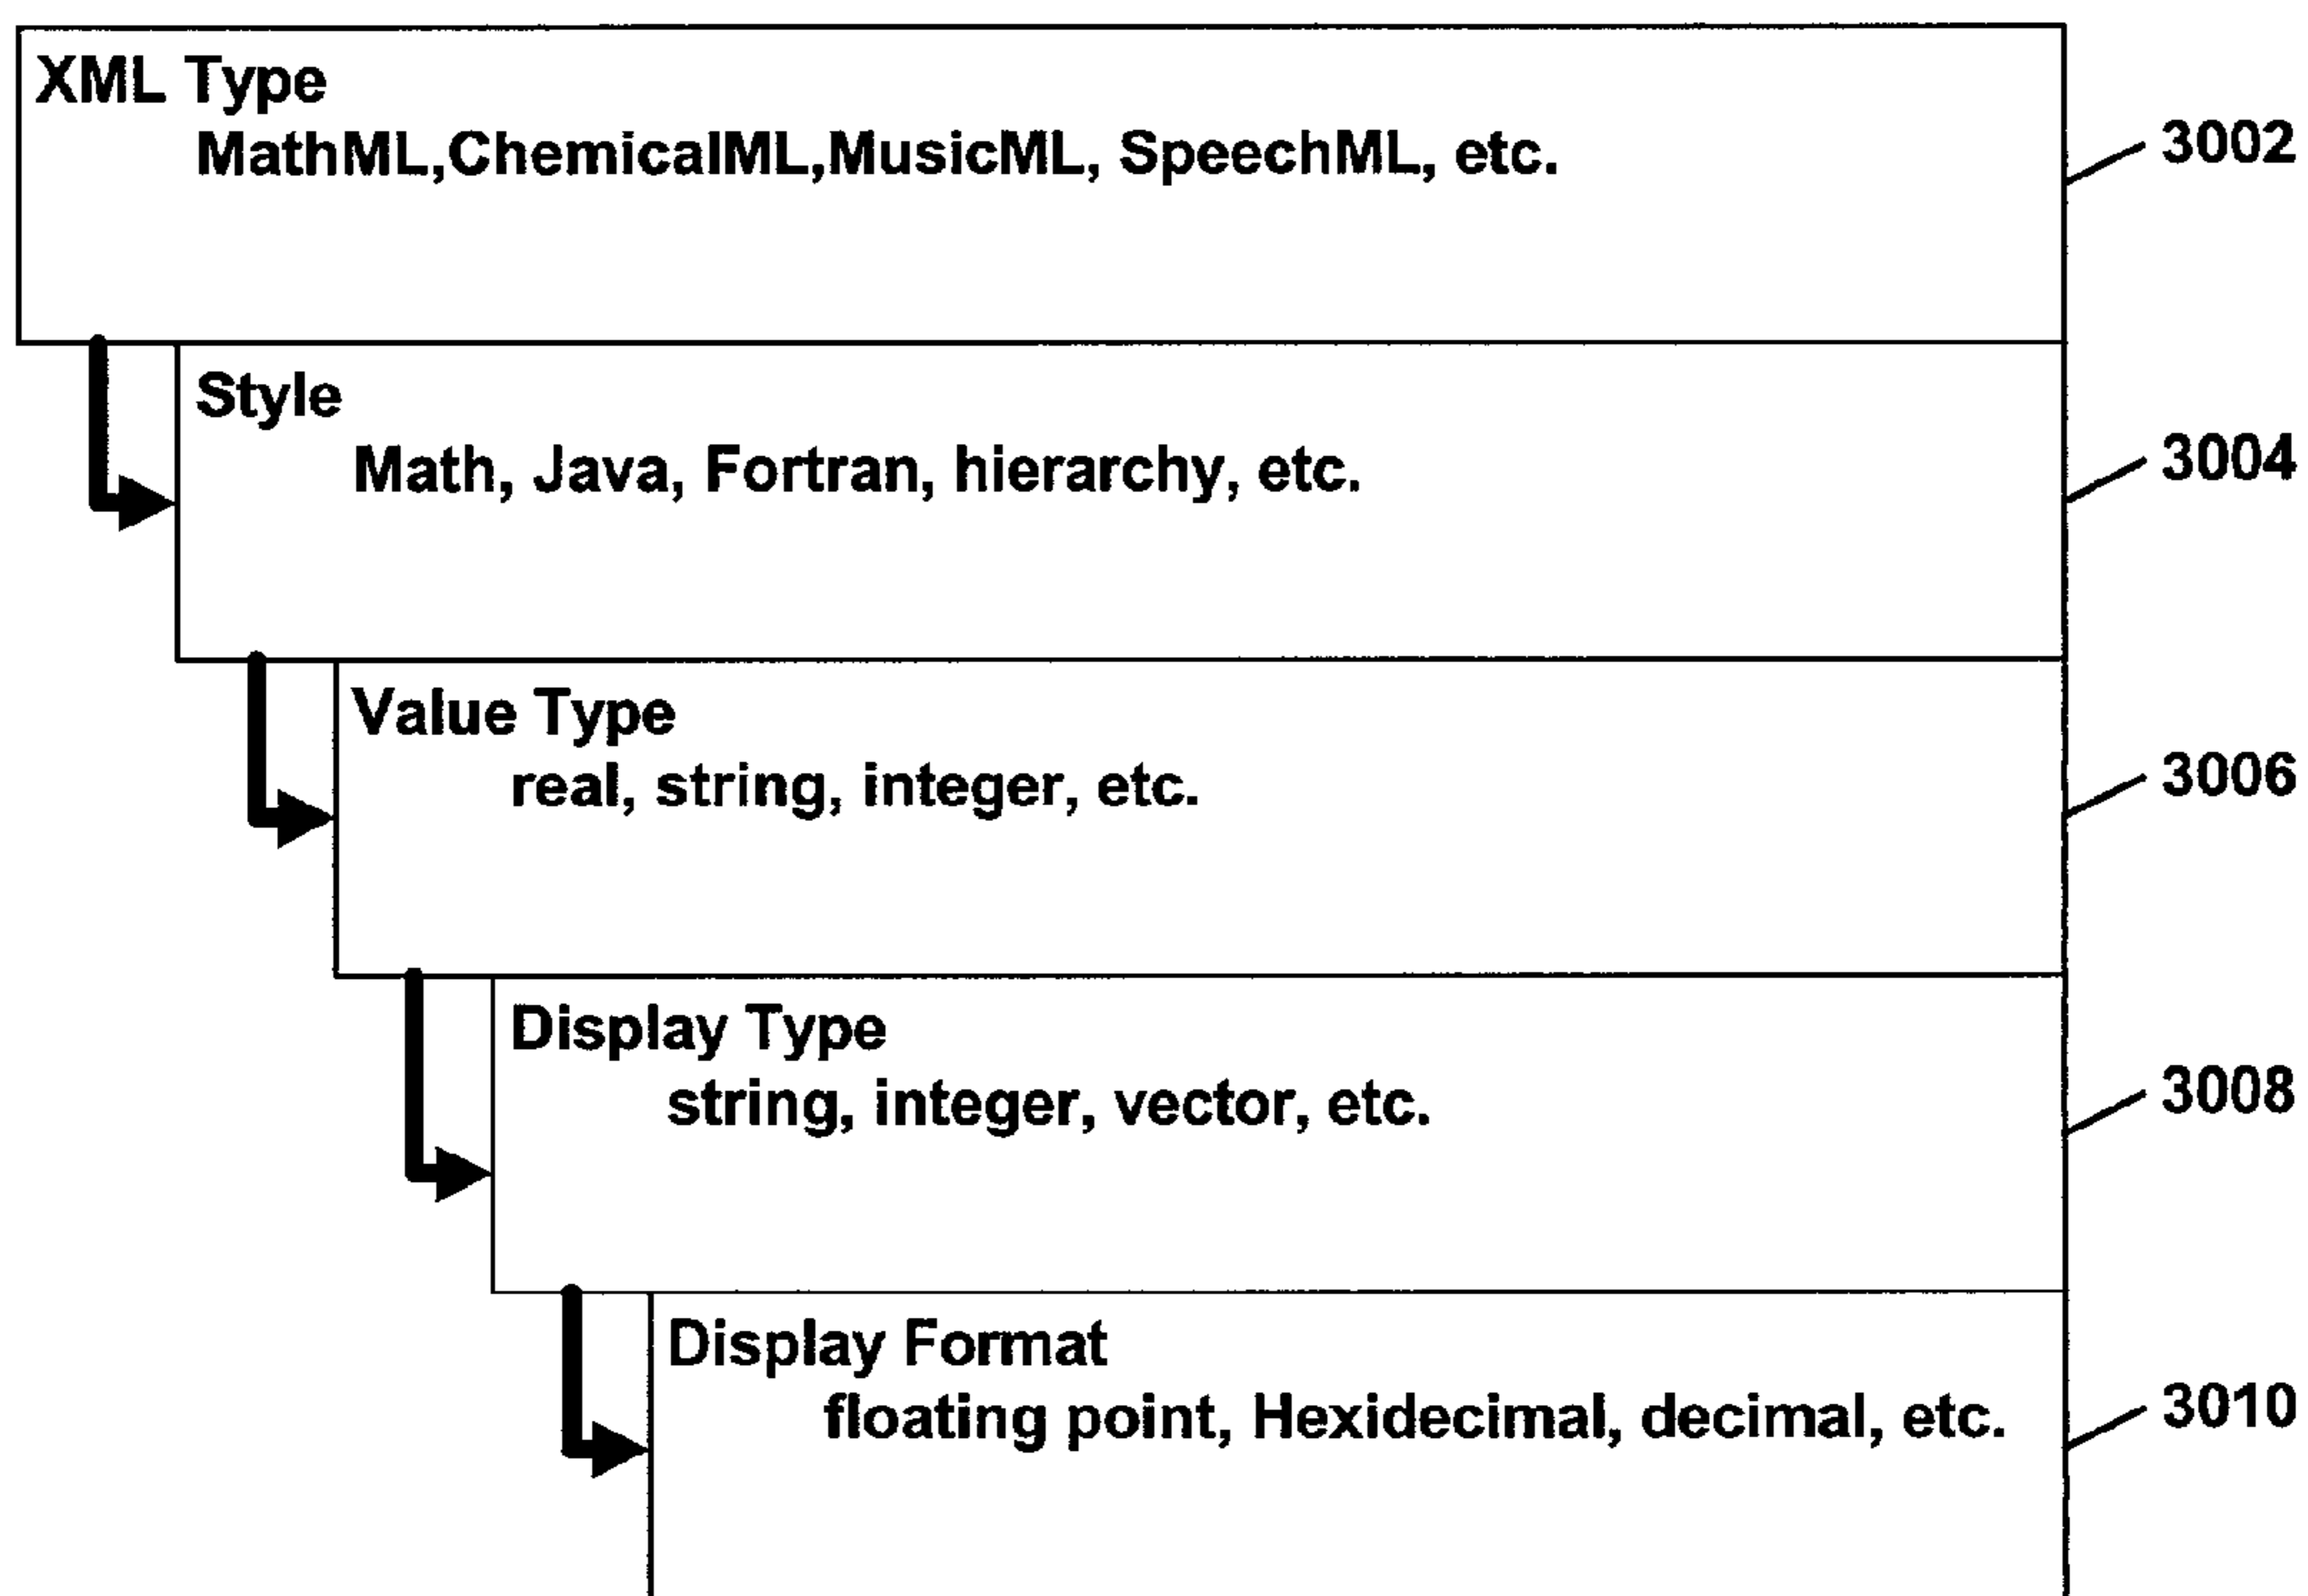 XML Type
MathML,ChemicalML,MusicML, SpeechML, etc.
3002
Style
Math, Java, Fortran, hierarchy, etc.
3004
Value Type
real, string, integer, etc.
3006
Display Type
string, integer, vector, etc.
3008
Display Format
floating point, Hexidecimal, decimal, etc.
3010